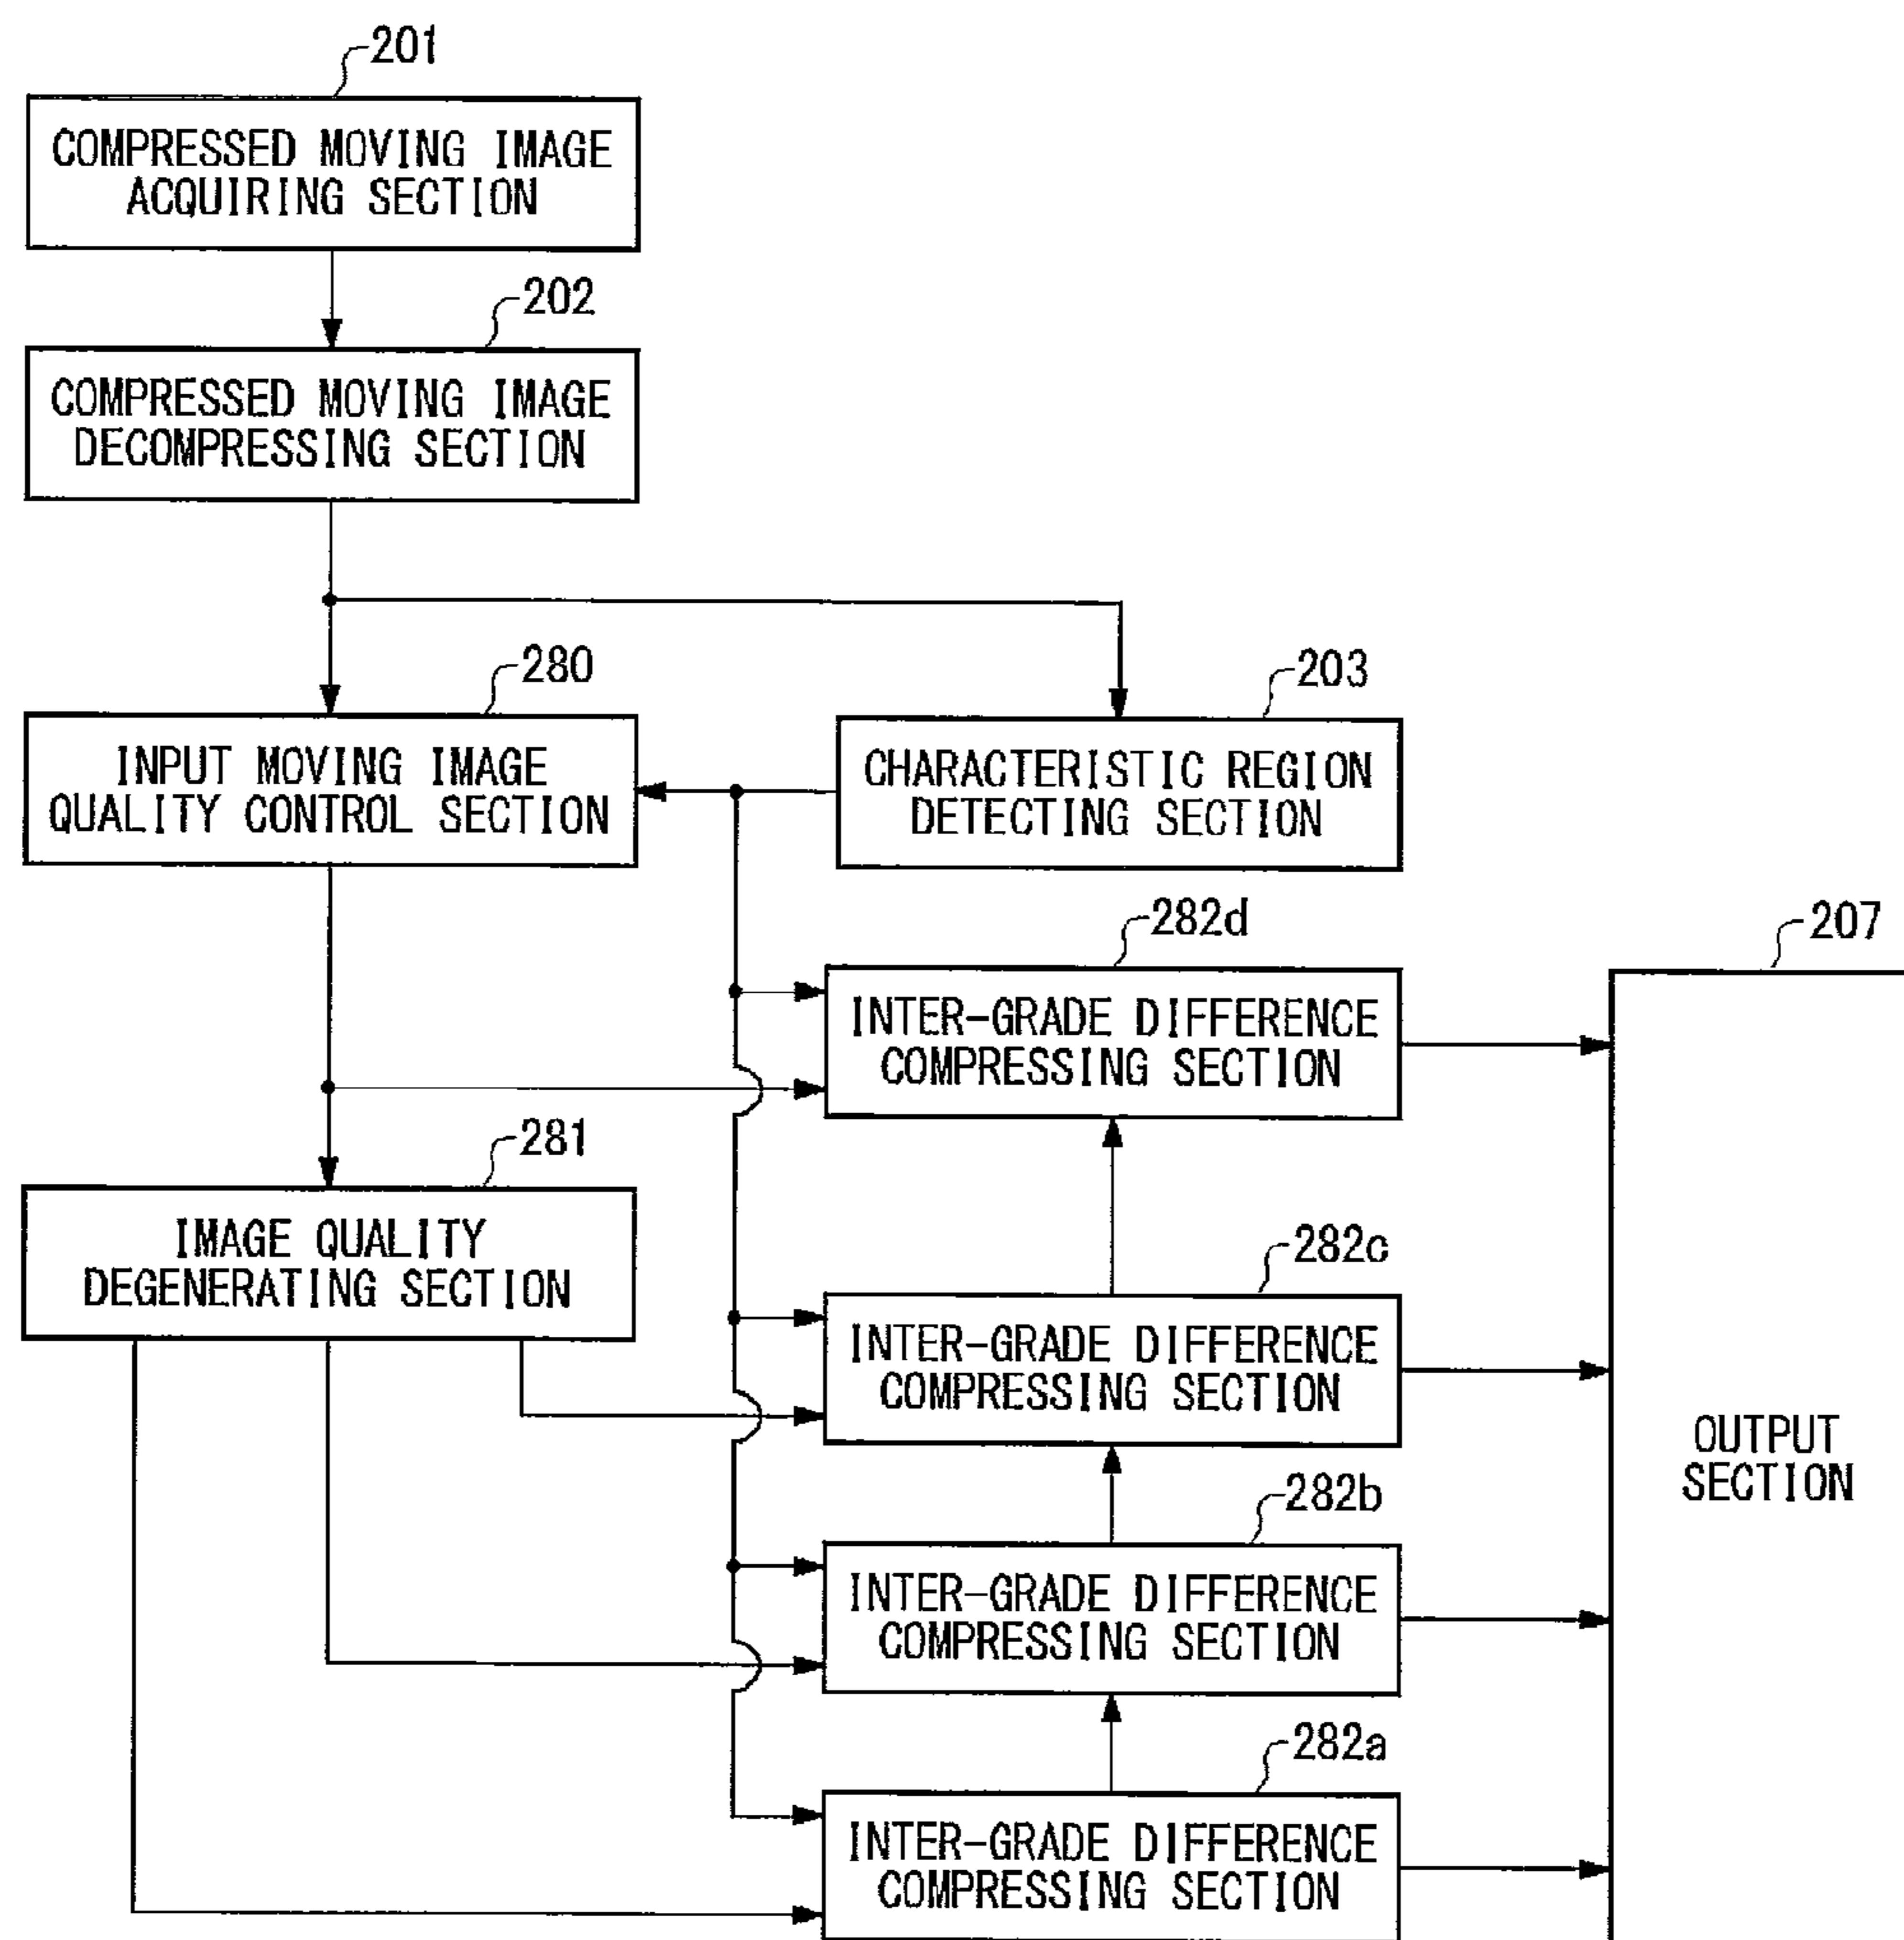 201
COMPRESSED MOVING IMAGE
ACQUIRING SECTION
202
COMPRESSED MOVING IMAGE
DECOMPRESSING SECTION
280
INPUT MOVING IMAGE
QUALITY CONTROL SECTION
203
CHARACTERISTIC REGION
DETECTING SECTION
282d
INTER-GRADE DIFFERENCE
COMPRESSING SECTION
207
OUTPUT
SECTION
281
IMAGE QUALITY
DEGENERATING SECTION
282c
INTER-GRADE DIFFERENCE
COMPRESSING SECTION
282b
INTER-GRADE DIFFERENCE
COMPRESSING SECTION
282a
INTER-GRADE DIFFERENCE
COMPRESSING SECTION